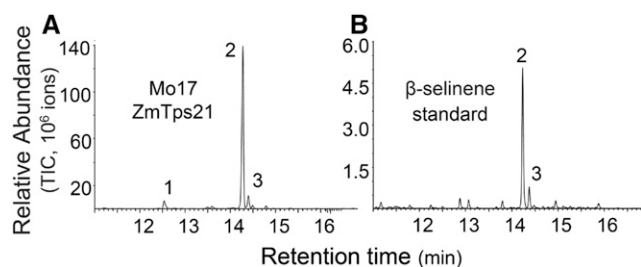 A
B
Relative Abundance
(TIC, 10⁶ ions)
140
100
60
20
2
Mo17
ZmTps21
1
3
12
13
14
15
16
6.0
4.5
3.0
1.5
2
β-selinene
standard
3
12
13
14
15
16
Retention time (min)